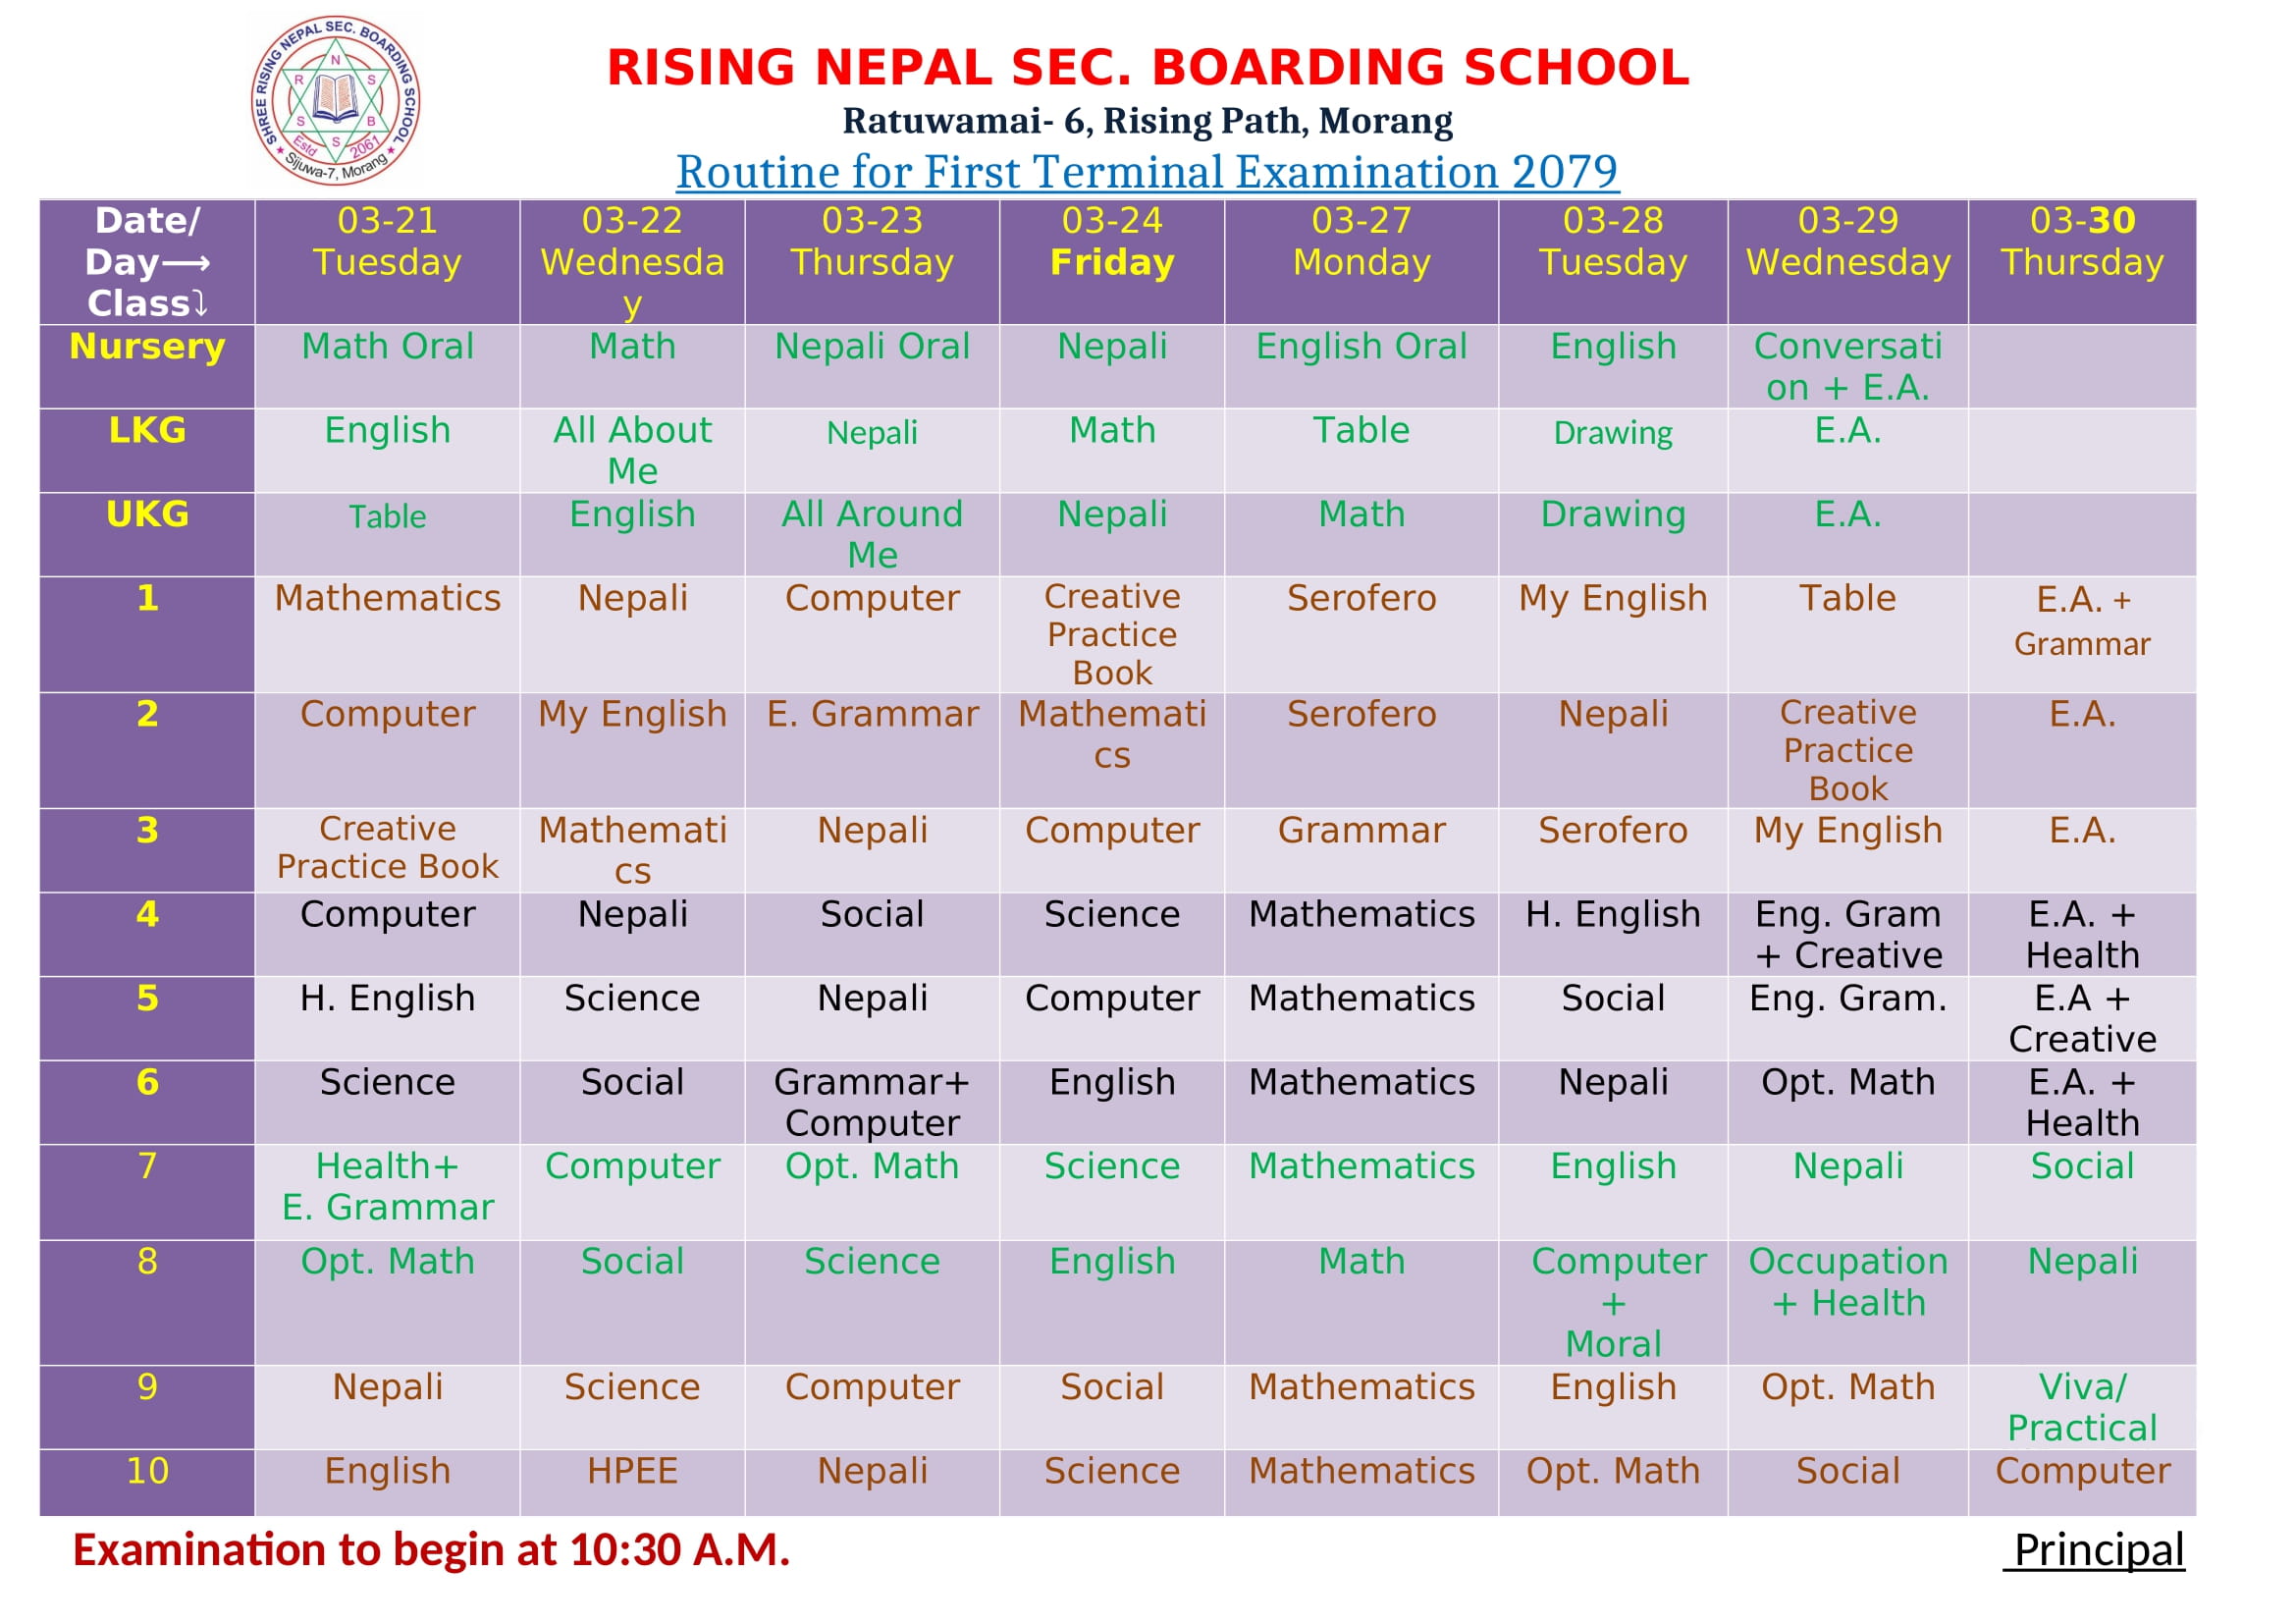 SHREE RISING NEPAL SEC. BOARDING SCHOOL
N
R S
S B
S
Estd 2061
Sijuwa-7, Morang
RISING NEPAL SEC. BOARDING SCHOOL
Ratuwamai- 6, Rising Path, Morang
Routine for First Terminal Examination 2079
Date/ 03-21 03-22 03-23 03-24 03-27 03-28 03-29 03-30
Day⟶ Tuesday Wednesda Thursday Friday Monday Tuesday Wednesday Thursday
Class⤵ y
Nursery Math Oral Math Nepali Oral Nepali English Oral English Conversati
on + E.A.
LKG English All About Nepali Math Table Drawing E.A.
Me
UKG Table English All Around Nepali Math Drawing E.A.
Me
1 Mathematics Nepali Computer Creative Serofero My English Table E.A. +
Practice Grammar
Book
2 Computer My English E. Grammar Mathemati Serofero Nepali Creative E.A.
cs Practice
Book
3 Creative Mathemati Nepali Computer Grammar Serofero My English E.A.
Practice Book cs
4 Computer Nepali Social Science Mathematics H. English Eng. Gram E.A. +
+ Creative Health
5 H. English Science Nepali Computer Mathematics Social Eng. Gram. E.A +
Creative
6 Science Social Grammar+ English Mathematics Nepali Opt. Math E.A. +
Computer Health
7 Health+ Computer Opt. Math Science Mathematics English Nepali Social
E. Grammar
8 Opt. Math Social Science English Math Computer Occupation Nepali
+ + Health
Moral
9 Nepali Science Computer Social Mathematics English Opt. Math Viva/
Practical
10 English HPEE Nepali Science Mathematics Opt. Math Social Computer
Examination to begin at 10:30 A.M. Principal